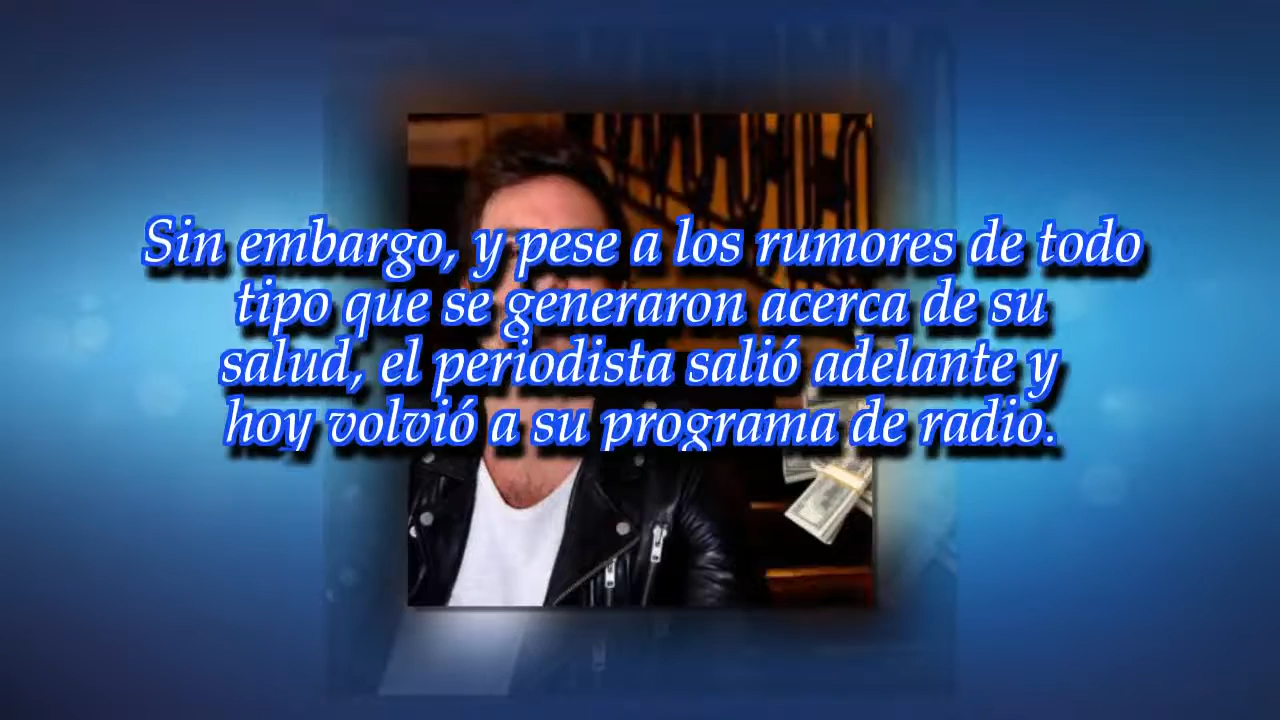 Sin embargo, y pese a los rumores de todo
tipo que se generaron acerca de su
salud, el periodista salió adelante y
hoy volvió a su programa de radio.